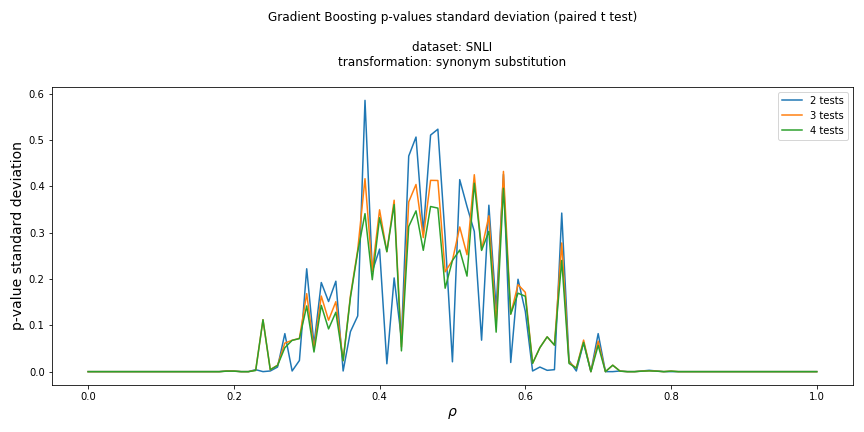 Gradient Boosting p-values standard deviation (paired t test)
dataset: SNLI
transformation: synonym substitution
2 tests
3 tests
4 tests
p-value standard deviation
0.6
0.5
0.4
0.3
0.2
0.1
0.0
0.0 0.2 0.4 0.6 0.8 1.0
ρ